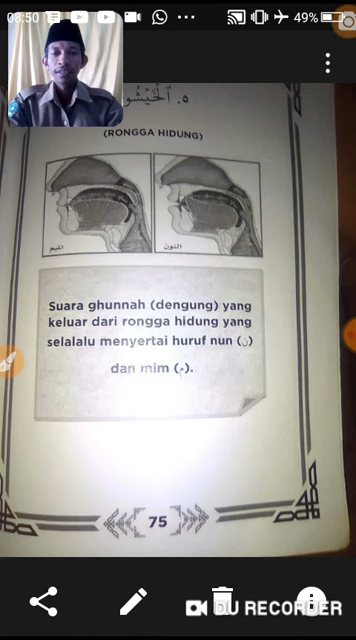 08:50
49%
٥. الْخَيْشُو
(RONGGA HIDUNG)
الميم
النون
Suara ghunnah (dengung) yang
keluar dari rongga hidung yang
selalalu menyertai huruf nun (ن)
dan mim (م).
75
DU RECORDER